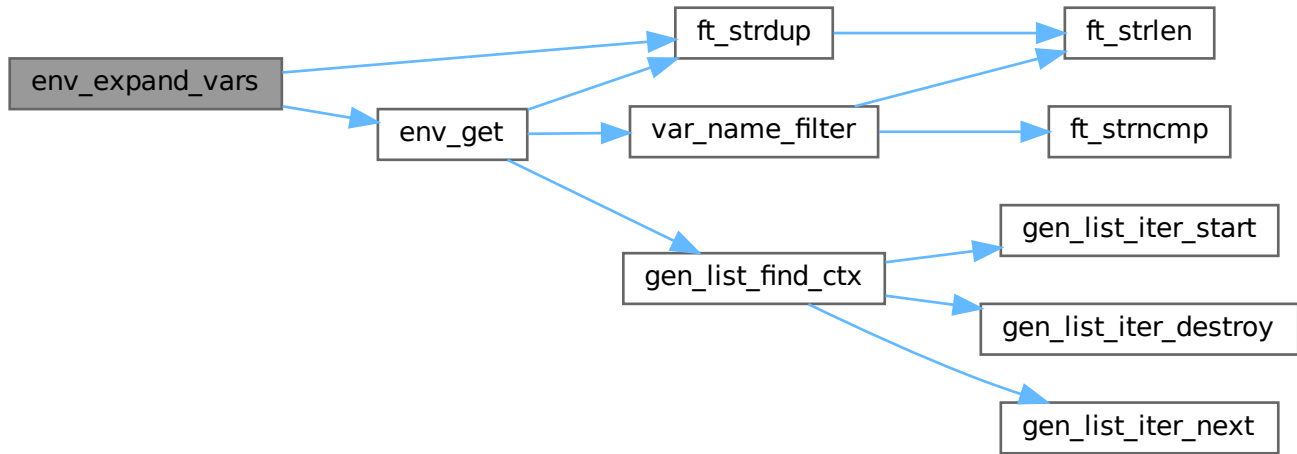 env_expand_vars
ft_strdup
ft_strlen
env_get
var_name_filter
ft_strncmp
gen_list_find_ctx
gen_list_iter_start
gen_list_iter_destroy
gen_list_iter_next